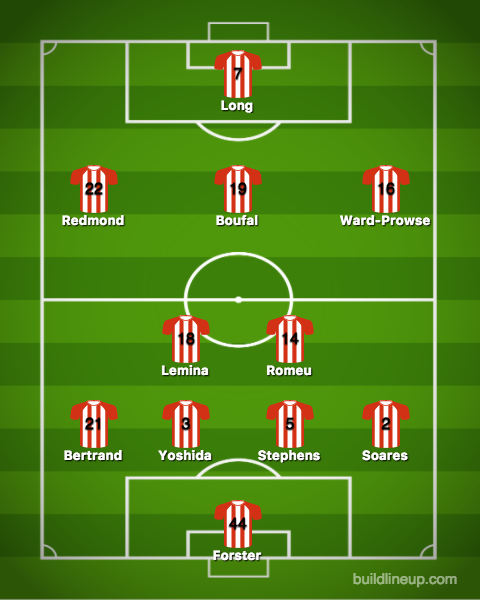 7
Long
22 19 16
Redmond Boufal Ward-Prowse
18 14
Lemina Romeu
21 3 5 2
Bertrand Yoshida Stephens Soares
44
Forster
buildlineup.com